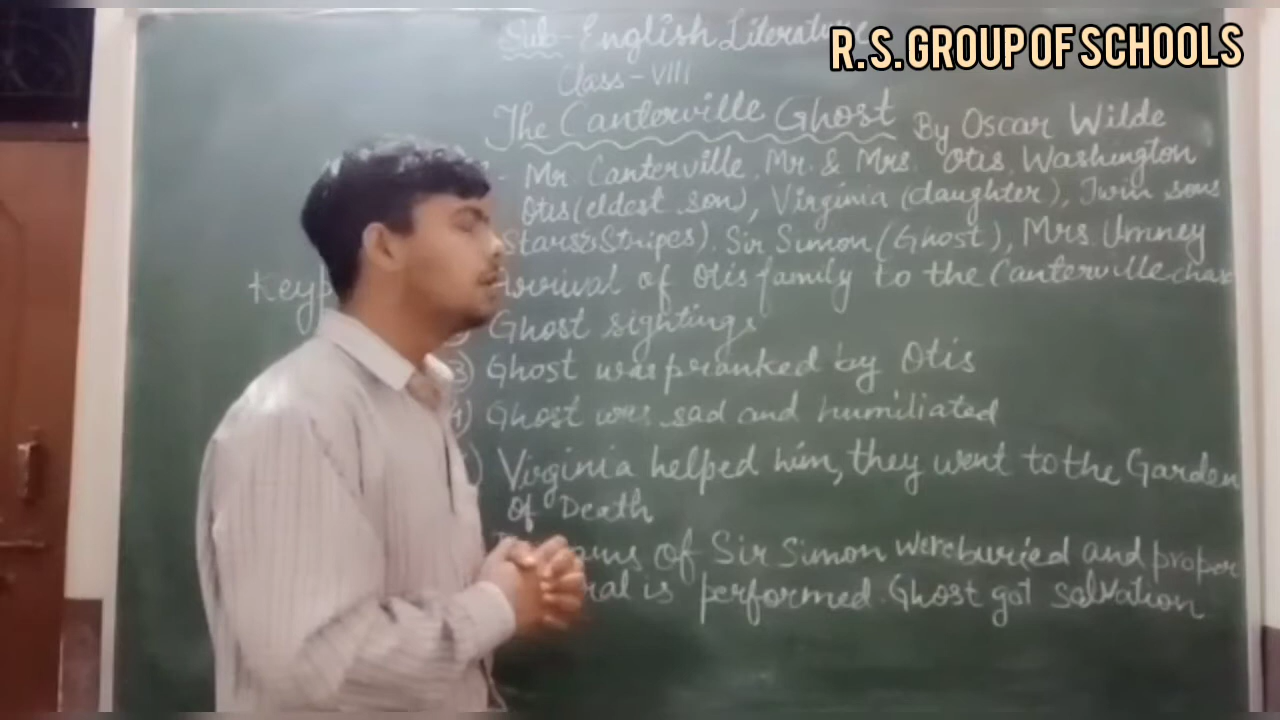 Sub - English Literature
R.S. GROUP OF SCHOOLS
Class - VIII
The Canterville Ghost By Oscar Wilde
- Mr. Canterville, Mr. & Mrs. Otis, Washington
Otis (eldest son), Virginia (daughter), Twin sons
Stars & Stripes). Sir Simon (Ghost), Mrs. Umney
Arrival of Otis family to the Canterville chase
Ghost sightings
3) Ghost was pranked by Otis
4) Ghost was sad and humiliated
) Virginia helped him, they went to the Garden
of Death
of Sir Simon were buried and proper
is performed. Ghost got salvation